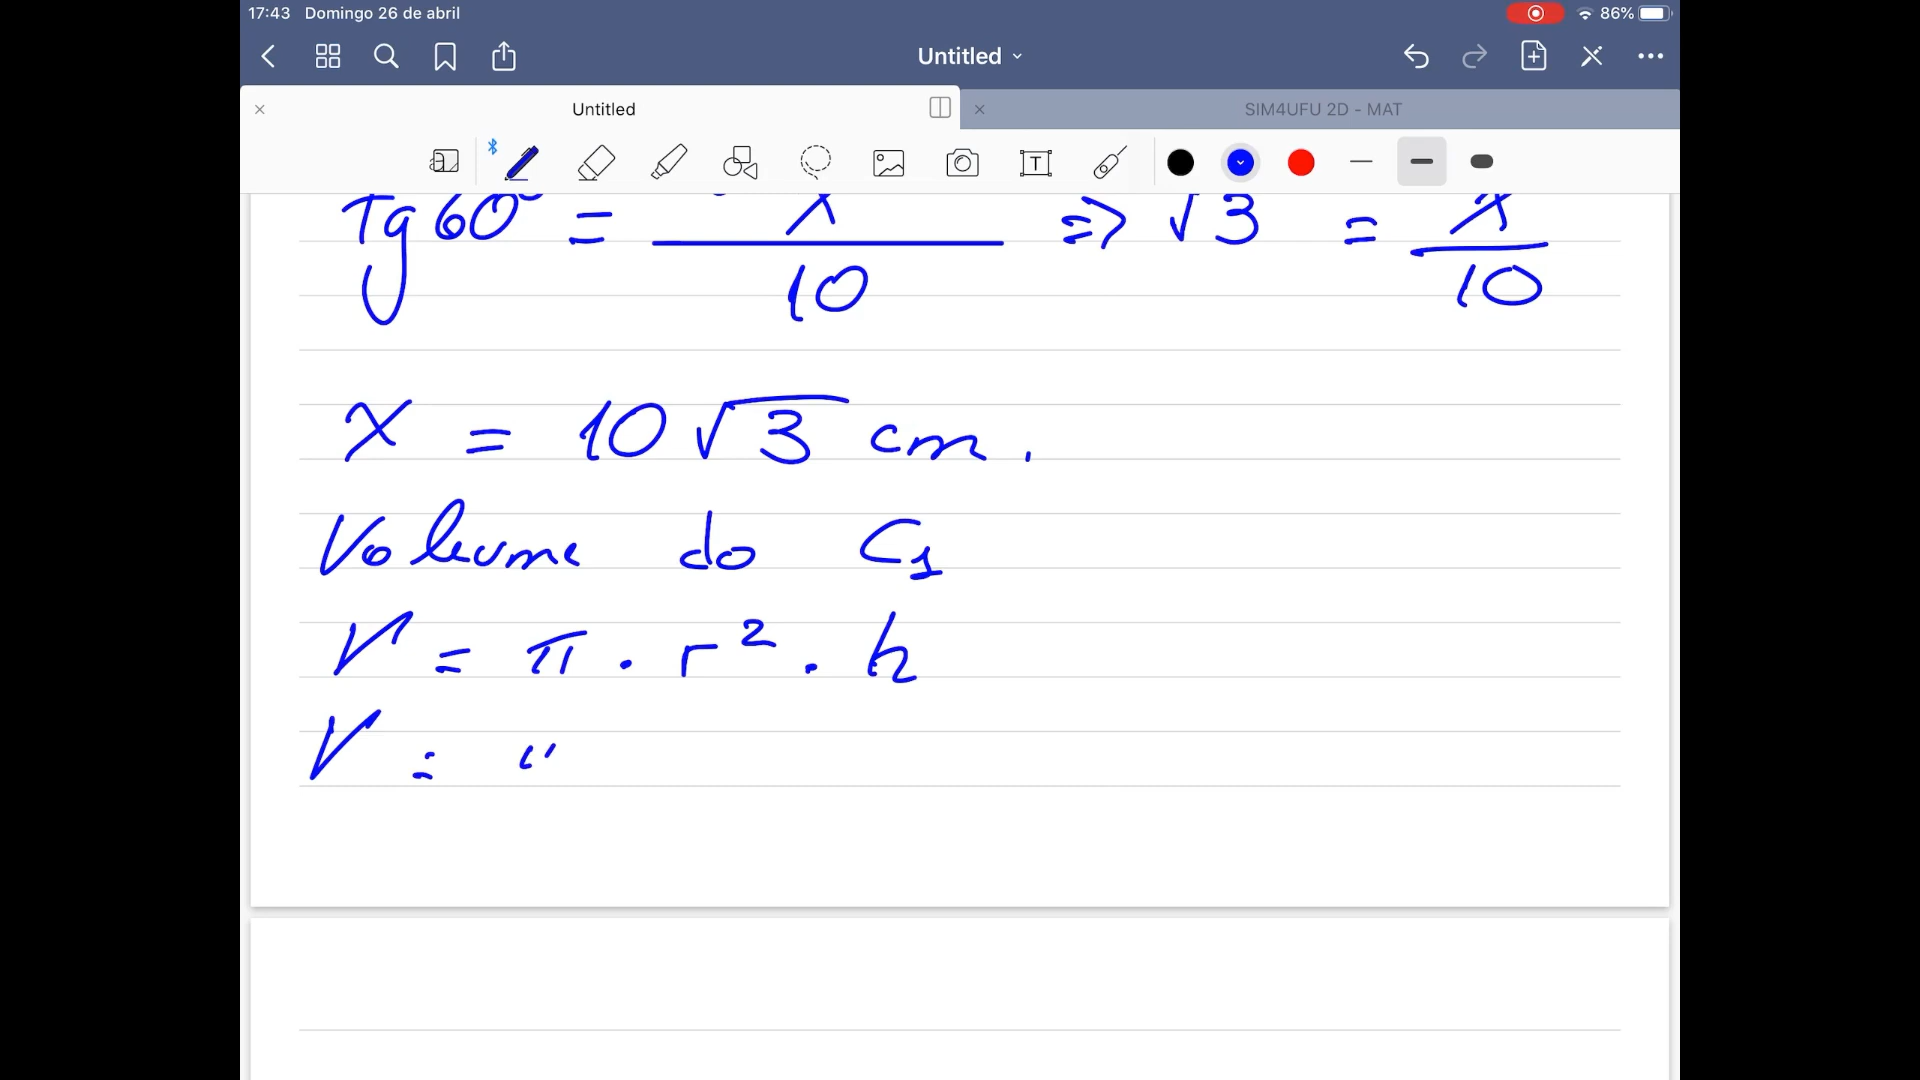 17:43 Domingo 26 de abril 86%
Untitled
Untitled SIM4UFU 2D - MAT
a T
Tg 60° = x / 10 => √3 = x / 10
x = 10 √3 cm.
Volume do C1
V = π . r² . h
V =